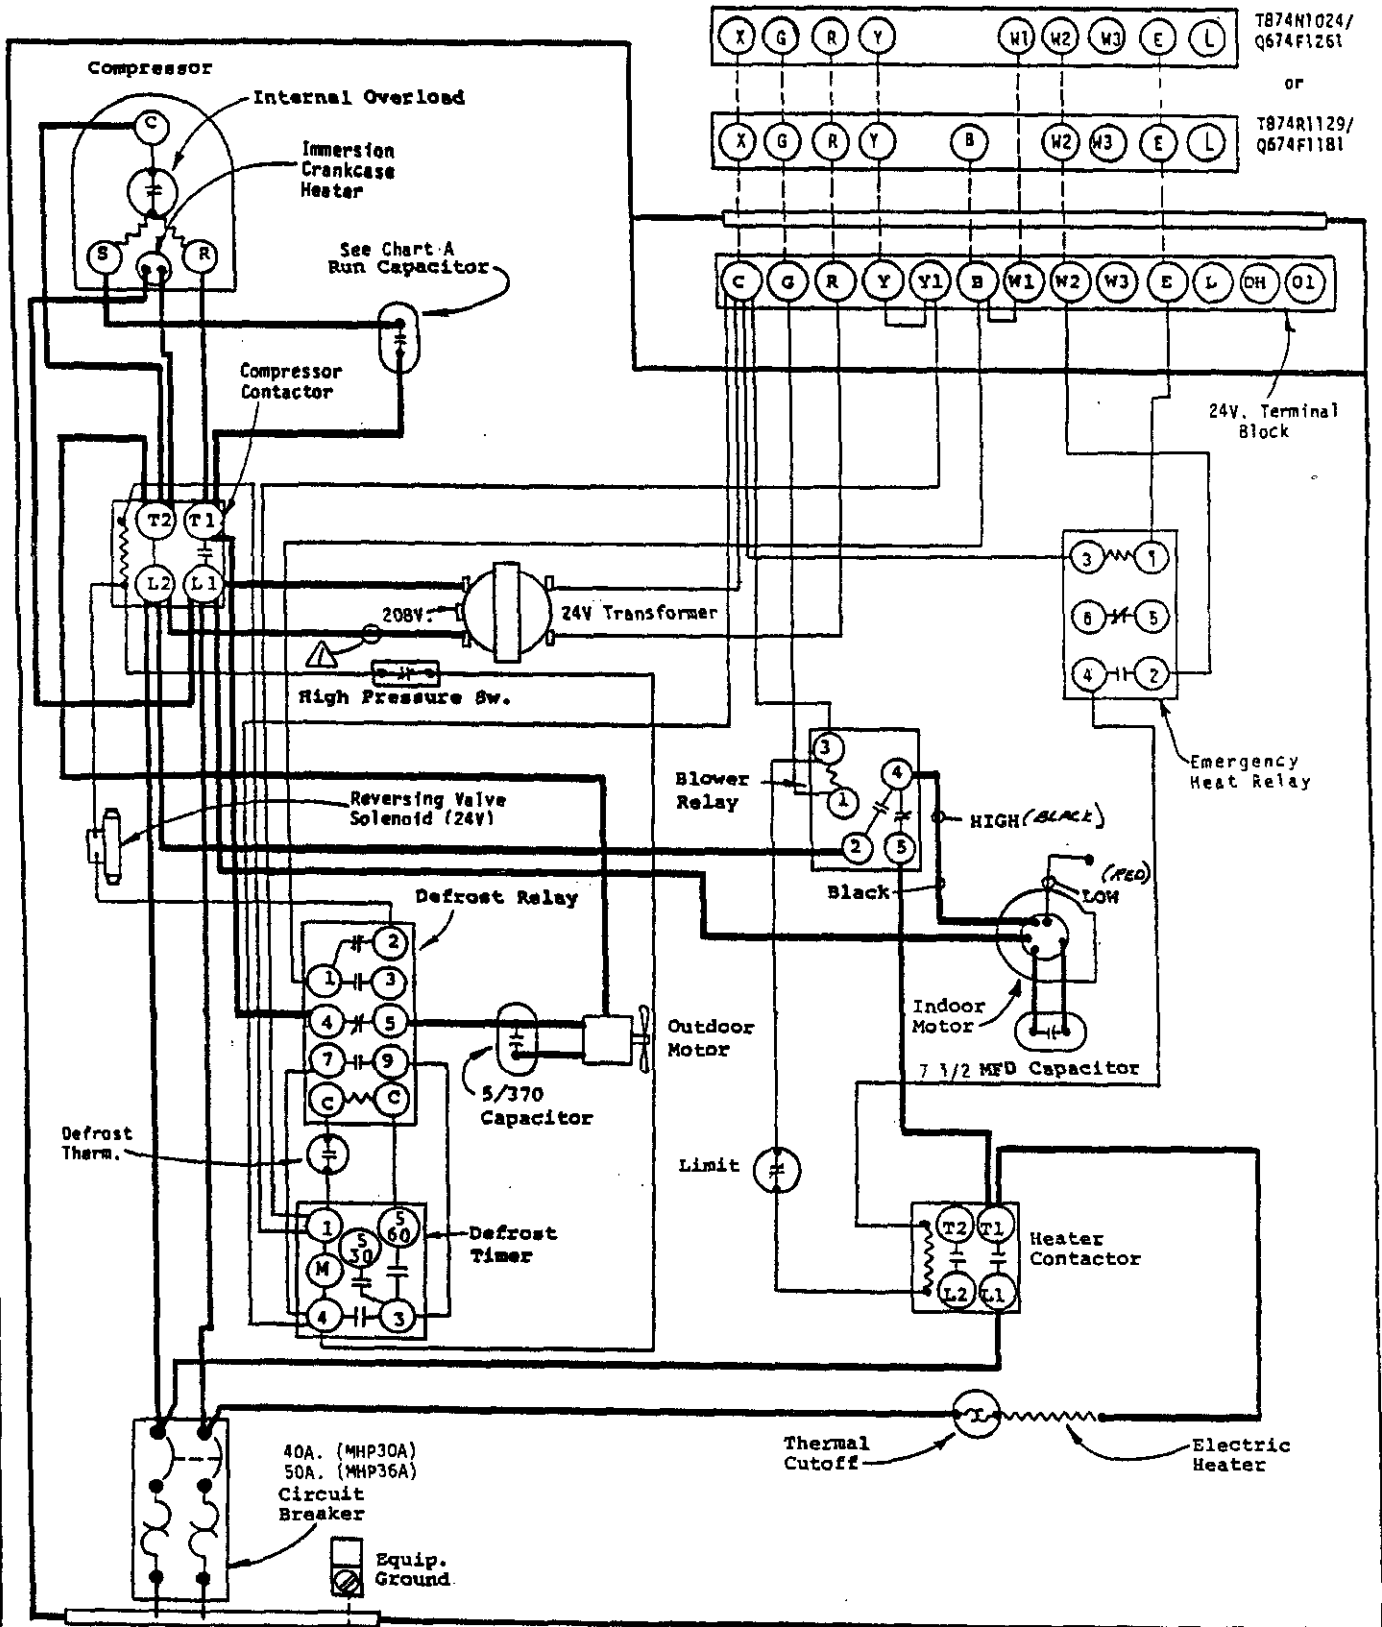 X G R Y W1 W2 W3 E L
T874N1024/
Q674F1261
or
X G R Y B W2 W3 E L
T874R1129/
Q674F1181
C G R Y Y1 B W1 W2 W3 E L DH O1
24V. Terminal
Block
Compressor
Internal Overload
Immersion
Crankcase
Heater
C
S R
See Chart A
Run Capacitor
Compressor
Contactor
T2 T1
L2 L1
208V.
24V Transformer
High Pressure Sw.
3 1
6 5
4 2
Emergency
Heat Relay
Blower
Relay
3
4
1
2 5
HIGH (BLACK)
Black
(RED)
LOW
Indoor
Motor
7 1/2 MFD Capacitor
Reversing Valve
Solenoid (24V)
Defrost Relay
2
1 3
4 5
7 9
C C
Outdoor
Motor
5/370
Capacitor
Defrost
Therm.
Limit
1
S
60
S
30
M
4 3
Defrost
Timer
T2 T1
L2 L1
Heater
Contactor
Thermal
Cutoff
Electric
Heater
40A. (MHP30A)
50A. (MHP36A)
Circuit
Breaker
Equip.
Ground